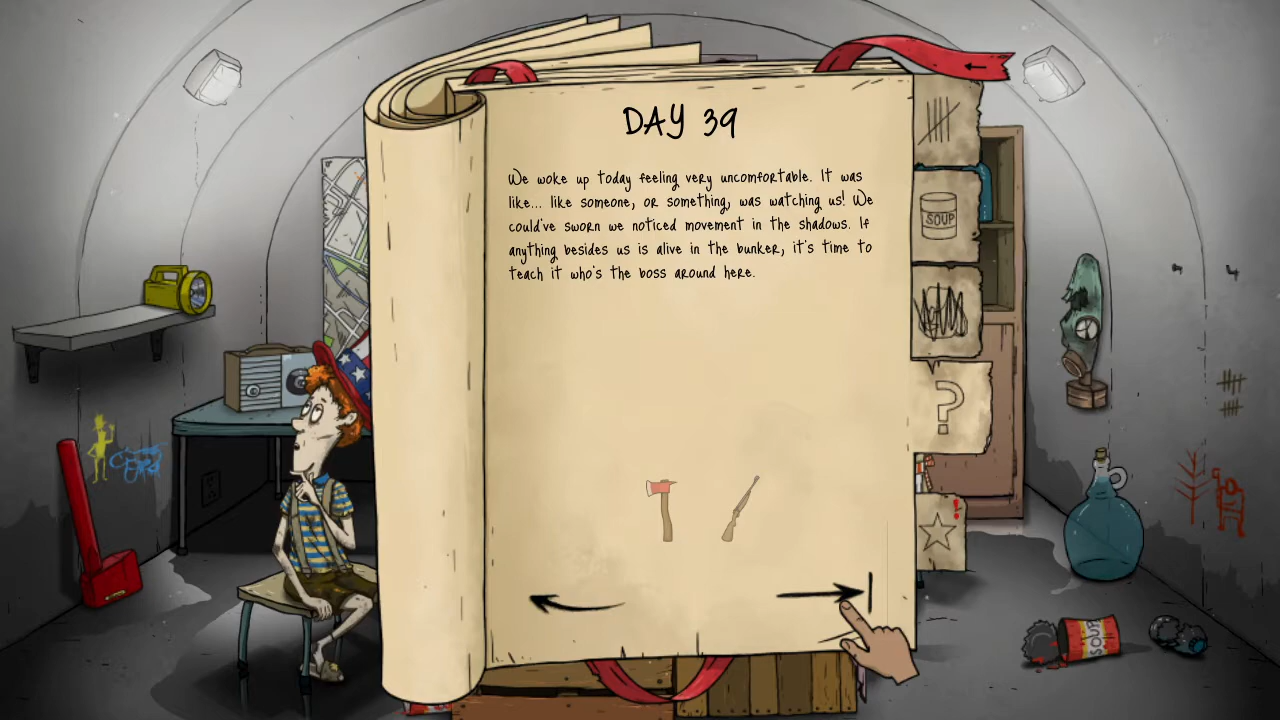 DAY 39
We woke up today feeling very uncomfortable. It was
like... like someone, or something, was watching us! We
could've sworn we noticed movement in the shadows. If
anything besides us is alive in the bunker, it's time to
teach it who's the boss around here.
SOUP
?
!
SOUP